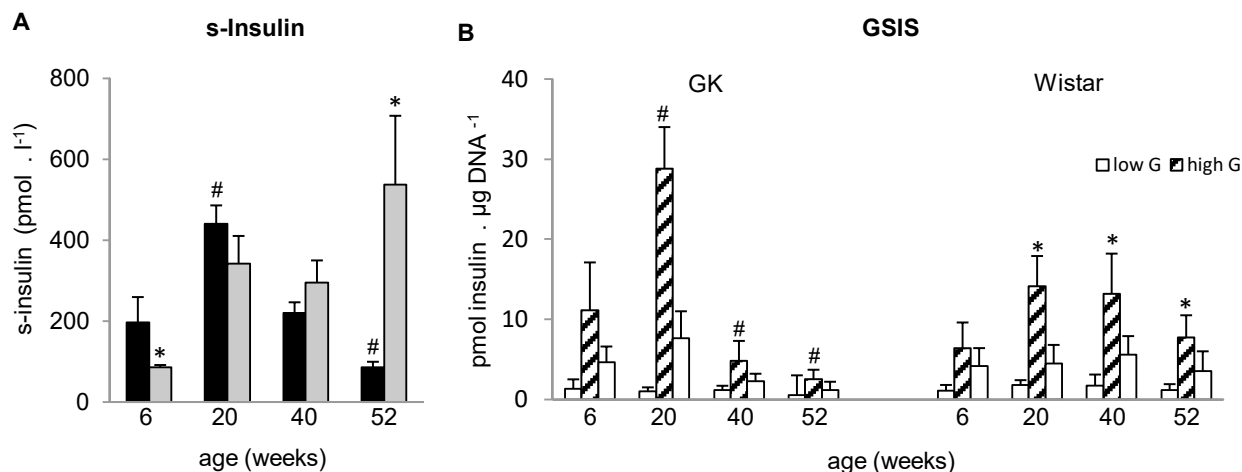 A
s-Insulin
s-insulin (pmol . l⁻¹)
800
600
400
200
0
*
#
*
#
6 20 40 52
age (weeks)
B
GSIS
GK
Wistar
pmol insulin . µg DNA ⁻¹
40
30
20
10
0
low G high G
#
#
#
*
*
*
6 20 40 52
6 20 40 52
age (weeks)